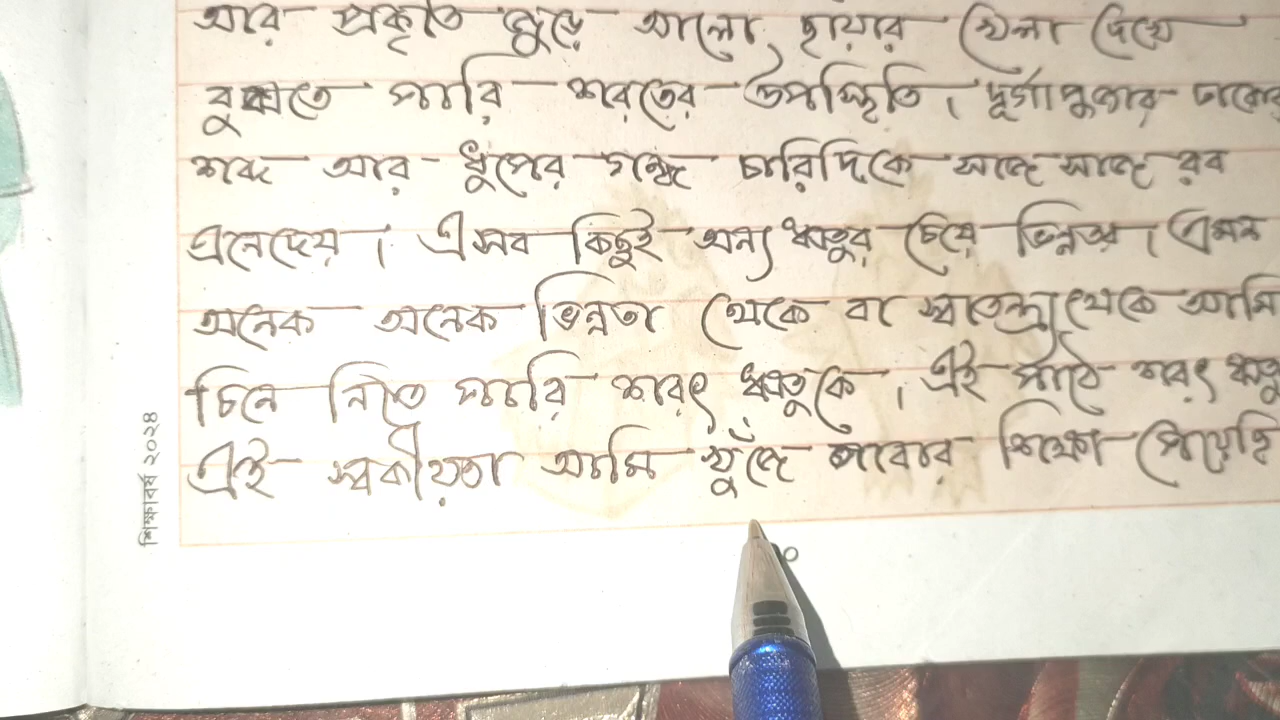 আর প্রকৃতি জুড়ে আলো ছায়ার খেলা দেখে
বুঝতে পারি শরতের উপস্থিতি। দূর্গাপুজার ঢাকের
শব্দ আর ধুপের গন্ধে চারিদিকে সাজে সাজে রব
এনেদেয়। এসব কিছুই অন্য ঋতুর চেয়ে ভিন্নতর। এমন
অনেক অনেক ভিন্নতা থেকে বা স্বাতন্ত্র্য থেকে আমি
চিনে নিতে পারি শরৎ ঋতুকে। এই পাঠে শরৎ ঋতু
এই স্বকীয়তা আমি খুঁজে পাবার শিক্ষা পেয়েছি
শিক্ষাবর্ষ ২০২৪